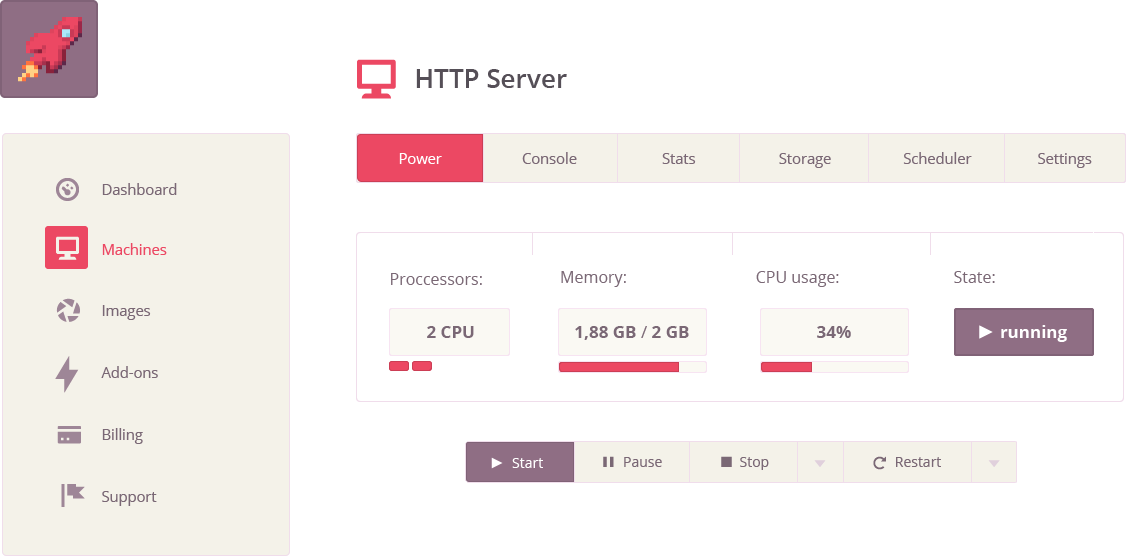 HTTP Server
Dashboard
Machines
Images
Add-ons
Billing
Support
Power Console Stats Storage Scheduler Settings
Proccessors: Memory: CPU usage: State:
2 CPU 1,88 GB / 2 GB 34% running
Start Pause Stop Restart